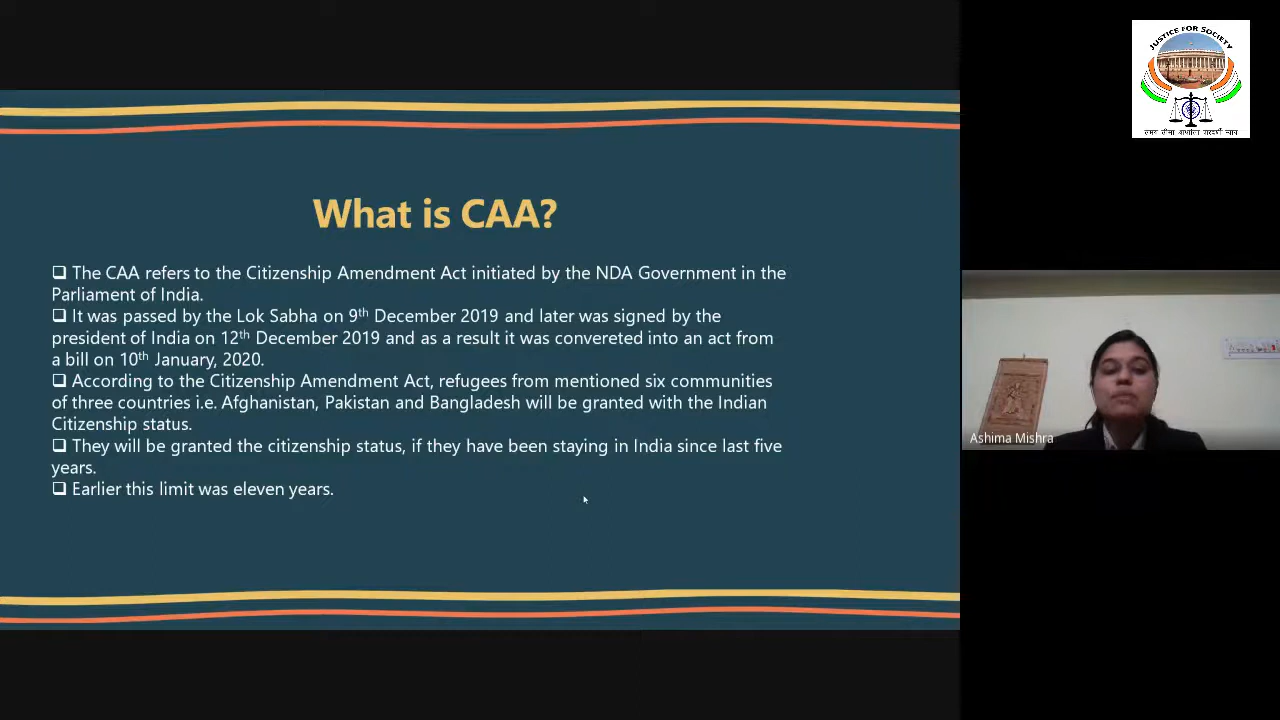 What is CAA?
❑ The CAA refers to the Citizenship Amendment Act initiated by the NDA Government in the
Parliament of India.
❑ It was passed by the Lok Sabha on 9th December 2019 and later was signed by the
president of India on 12th December 2019 and as a result it was convereted into an act from
a bill on 10th January, 2020.
❑ According to the Citizenship Amendment Act, refugees from mentioned six communities
of three countries i.e. Afghanistan, Pakistan and Bangladesh will be granted with the Indian
Citizenship status.
❑ They will be granted the citizenship status, if they have been staying in India since last five
years.
❑ Earlier this limit was eleven years.
JUSTICE FOR SOCIETY
Ashima Mishra